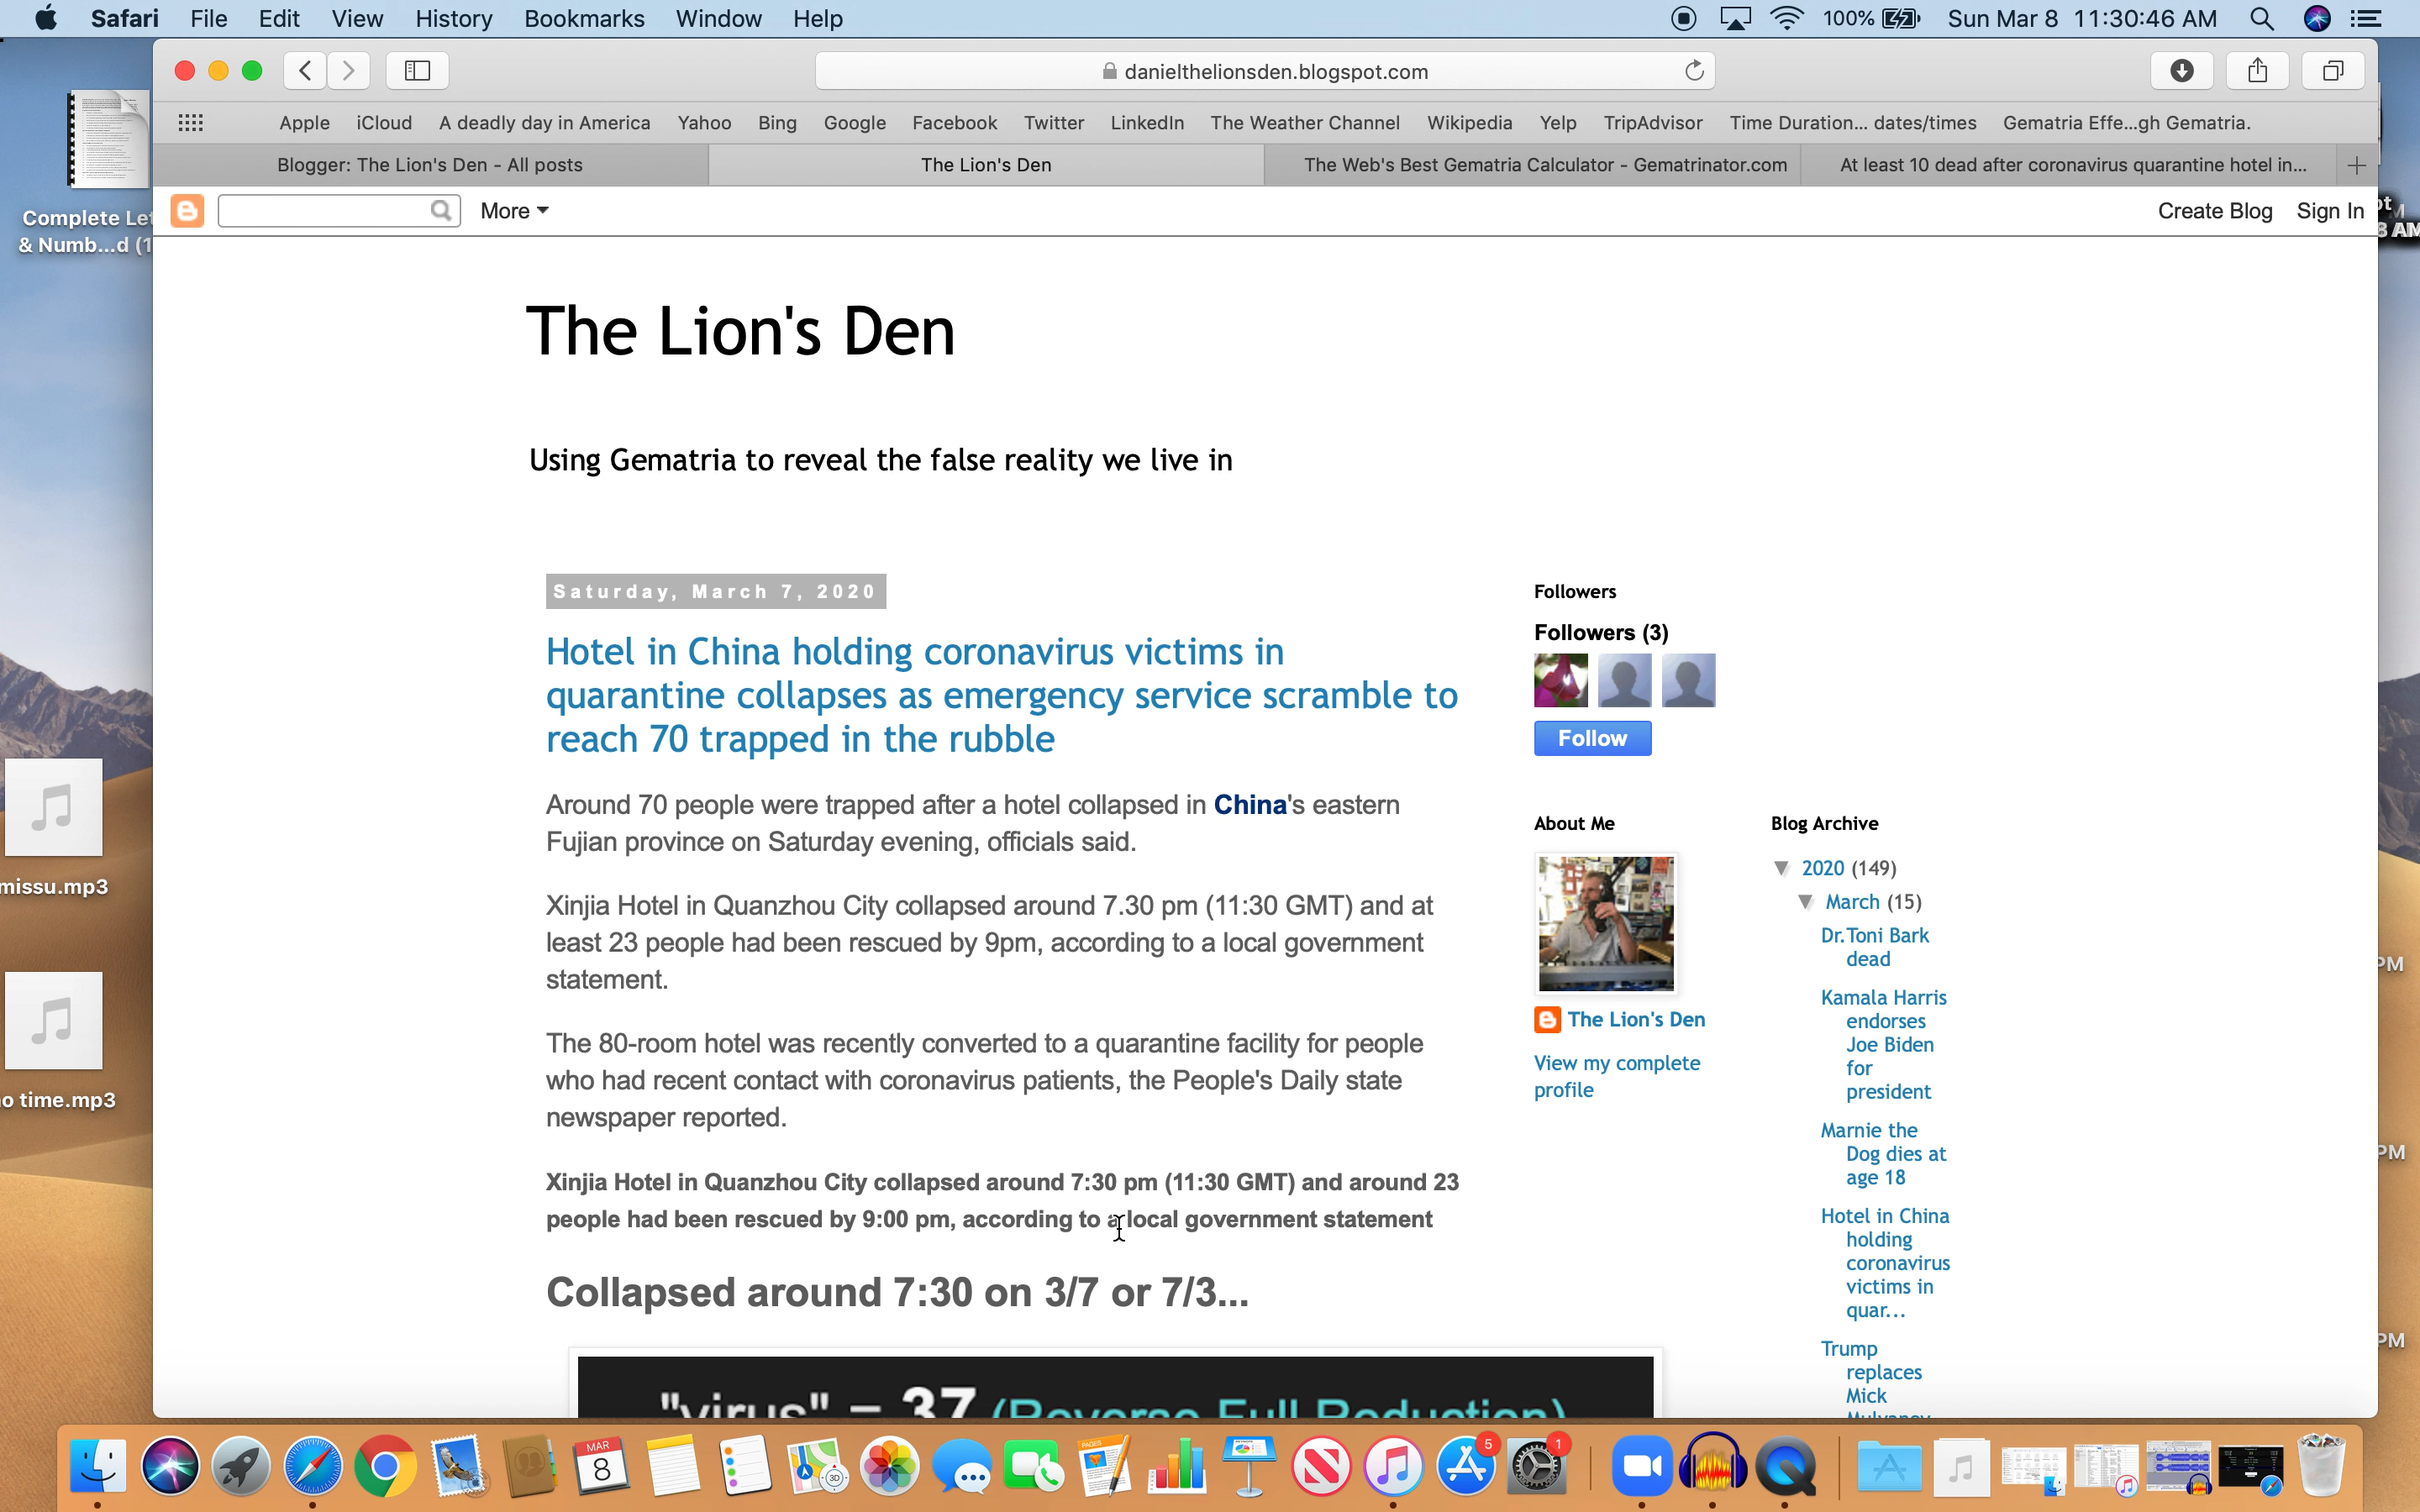 Safari File Edit View History Bookmarks Window Help 100% Sun Mar 8 11:30:46 AM
danielthelionsden.blogspot.com
Apple iCloud A deadly day in America Yahoo Bing Google Facebook Twitter LinkedIn The Weather Channel Wikipedia Yelp TripAdvisor Time Duration... dates/times Gematria Effe...gh Gematria.
Blogger: The Lion's Den - All posts The Lion's Den The Web's Best Gematria Calculator - Gematrinator.com At least 10 dead after coronavirus quarantine hotel in...
More Create Blog Sign In
Complete Let
& Numb...d (1
The Lion's Den
Using Gematria to reveal the false reality we live in
Saturday, March 7, 2020
Hotel in China holding coronavirus victims in
quarantine collapses as emergency service scramble to
reach 70 trapped in the rubble
Around 70 people were trapped after a hotel collapsed in China's eastern
Fujian province on Saturday evening, officials said.
Xinjia Hotel in Quanzhou City collapsed around 7.30 pm (11:30 GMT) and at
least 23 people had been rescued by 9pm, according to a local government
statement.
The 80-room hotel was recently converted to a quarantine facility for people
who had recent contact with coronavirus patients, the People's Daily state
newspaper reported.
Xinjia Hotel in Quanzhou City collapsed around 7:30 pm (11:30 GMT) and around 23
people had been rescued by 9:00 pm, according to a local government statement
Collapsed around 7:30 on 3/7 or 7/3...
"virus" = 37 (Reverse Full Reduction)
Followers
Followers (3)
Follow
About Me
The Lion's Den
View my complete
profile
Blog Archive
2020 (149)
March (15)
Dr.Toni Bark
dead
Kamala Harris
endorses
Joe Biden
for
president
Marnie the
Dog dies at
age 18
Hotel in China
holding
coronavirus
victims in
quar...
Trump
replaces
Mick
Mulvaney
missu.mp3
o time.mp3
AM
PM
PM
PM
MAR
8
PAGES
3D
5
1